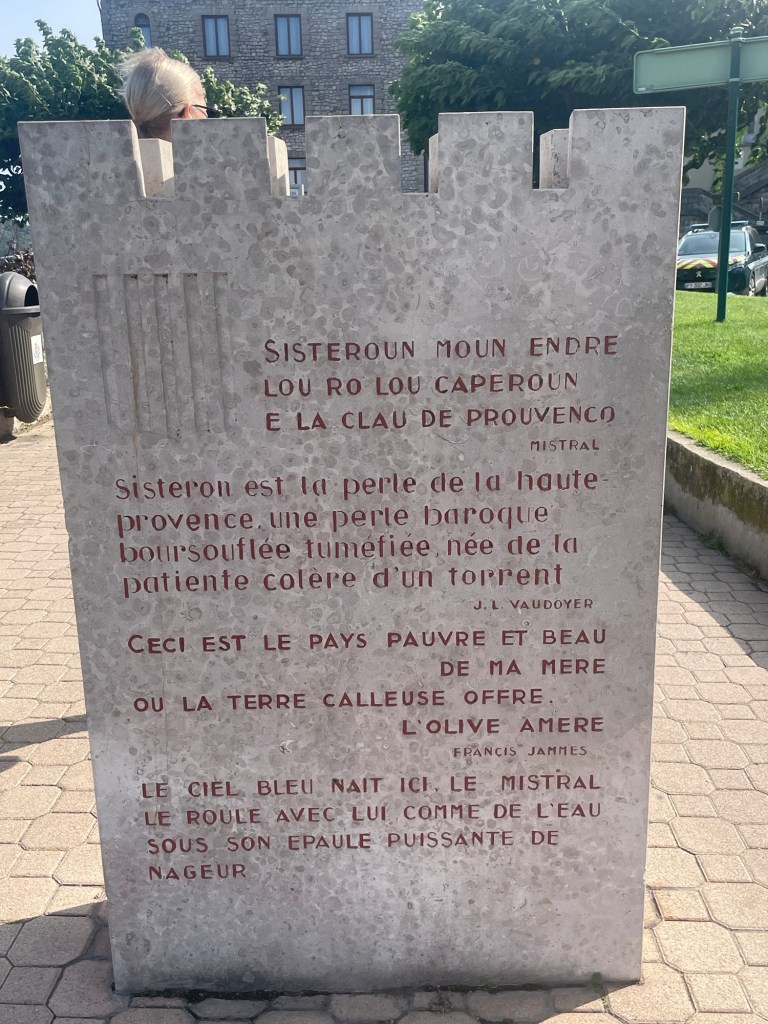 SISTEROUN MOUN ENDRE
LOU RO LOU CAPEROUN
E LA CLAU DE PROUVENCO
MISTRAL
Sisteron est la perle de la haute-
provence, une perle baroque
boursouflée tuméfiée, née de la
patiente colère d'un torrent
J. L. VAUDOYER
CECI EST LE PAYS PAUVRE ET BEAU
DE MA MERE
OU LA TERRE CALLEUSE OFFRE.
L'OLIVE AMERE
FRANCIS JAMMES
LE CIEL BLEU NAIT ICI. LE MISTRAL
LE ROULE AVEC LUI COMME DE L'EAU
SOUS SON EPAULE PUISSANTE DE
NAGEUR